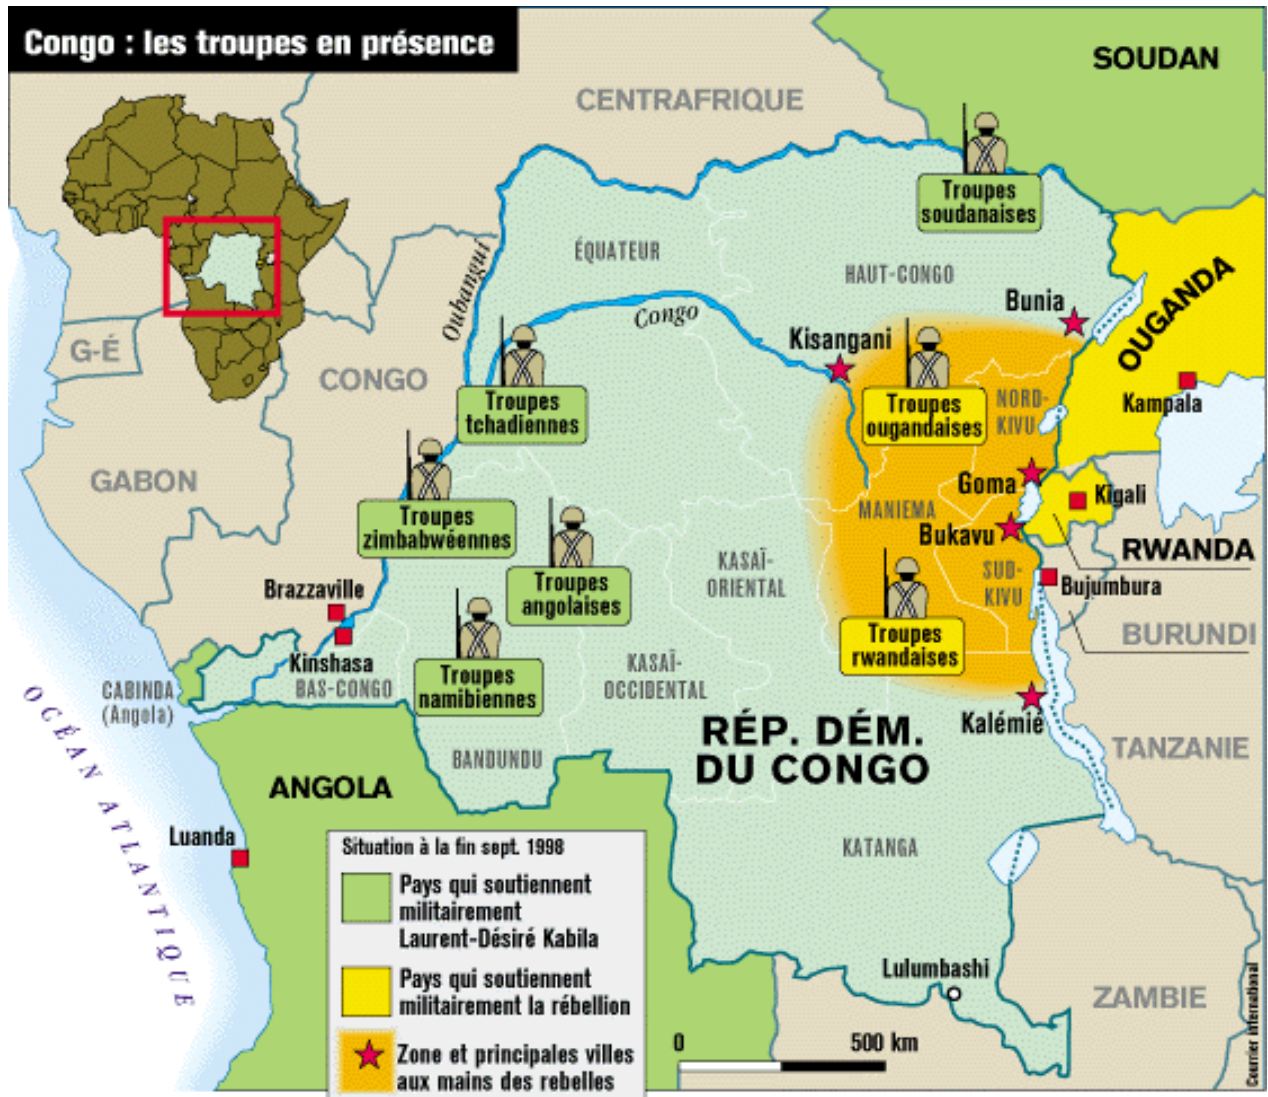 Congo : les troupes en présence
SOUDAN
CENTRAFRIQUE
Troupes
soudanaises
ÉQUATEUR
HAUT-CONGO
Oubangui
Congo
Bunia
OUGANDA
Kisangani
G-É
CONGO
Troupes
tchadiennes
Troupes
ougandaises
NORD-
KIVU
Kampala
GABON
Goma
Kigali
Troupes
zimbabwéennes
MANIEMA
Bukavu
RWANDA
Troupes
angolaises
KASAÏ-
ORIENTAL
SUD-
KIVU
Bujumbura
Brazzaville
Kinshasa
BAS-CONGO
Troupes
namibiennes
KASAÏ-
OCCIDENTAL
Troupes
rwandaises
BURUNDI
CABINDA
(Angola)
RÉP. DÉM.
DU CONGO
Kalémié
TANZANIE
BANDUNDU
OCÉAN ATLANTIQUE
ANGOLA
Luanda
KATANGA
Lulumbashi
ZAMBIE
Situation à la fin sept. 1998
Pays qui soutiennent
militairement
Laurent-Désiré Kabila
Pays qui soutiennent
militairement la rébellion
Zone et principales villes
aux mains des rebelles
0 500 km
Courrier international